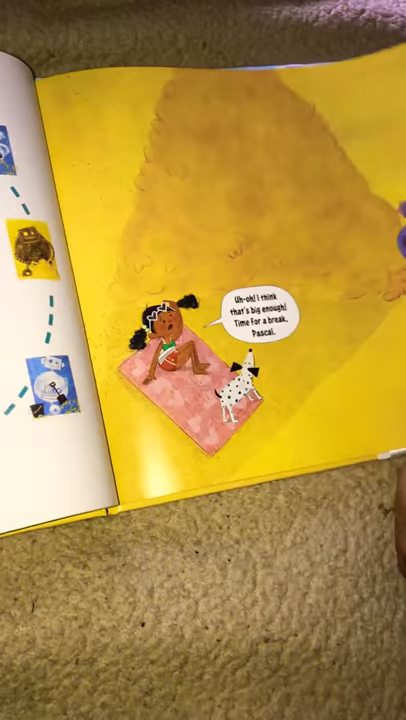 Uh-oh! I think
that's big enough!
Time for a break,
Pascal.